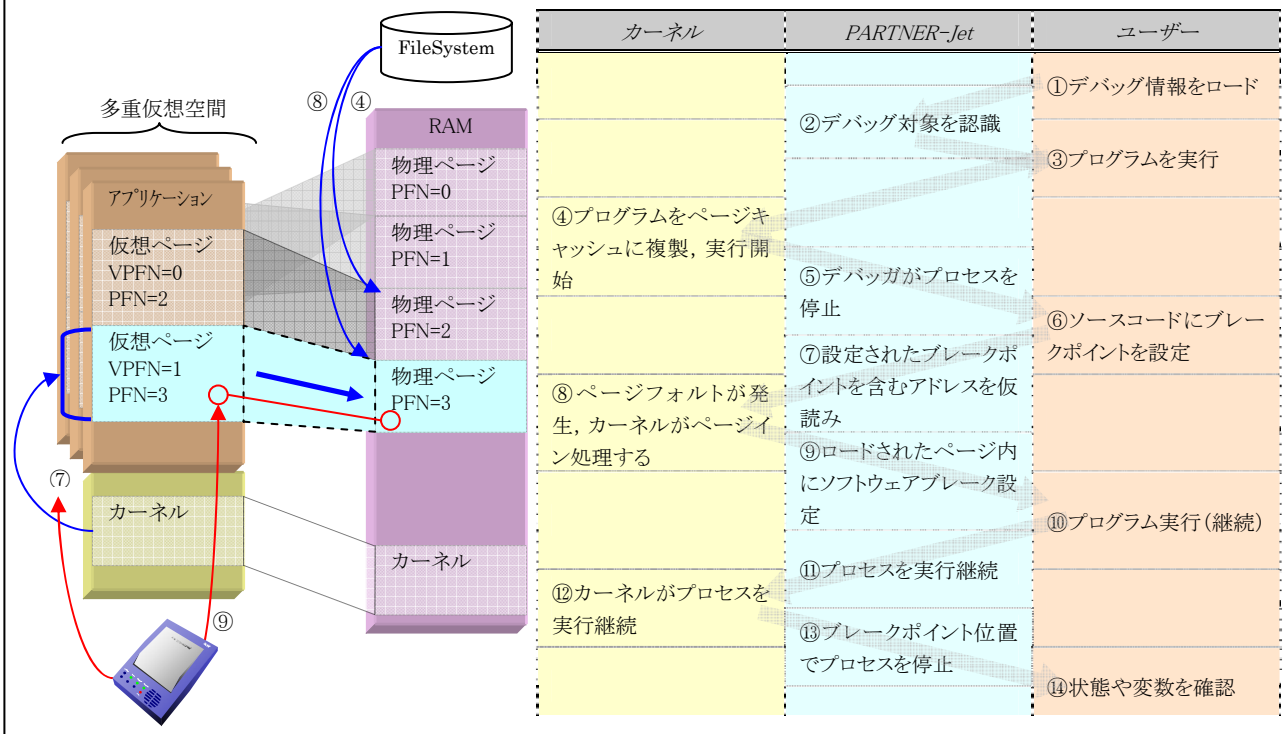 FileSystem
⑧
④
多重仮想空間
RAM
アプリケーション
仮想ページ
VPFN=0
PFN=2
仮想ページ
VPFN=1
PFN=3
物理ページ
PFN=0
物理ページ
PFN=1
物理ページ
PFN=2
物理ページ
PFN=3
⑦
カーネル
カーネル
⑨
カーネル
PARTNER-Jet
ユーザー
①デバッグ情報をロード
②デバッグ対象を認識
③プログラムを実行
④プログラムをページキ
ャッシュに複製，実行開
始
⑤デバッガがプロセスを
停止
⑥ソースコードにブレー
クポイントを設定
⑦設定されたブレークポ
イントを含むアドレスを仮
読み
⑧ページフォルトが発
生，カーネルがページイ
ン処理する
⑨ロードされたページ内
にソフトウェアブレーク設
定
⑩プログラム実行（継続）
⑪プロセスを実行継続
⑫カーネルがプロセスを
実行継続
⑬ブレークポイント位置
でプロセスを停止
⑭状態や変数を確認